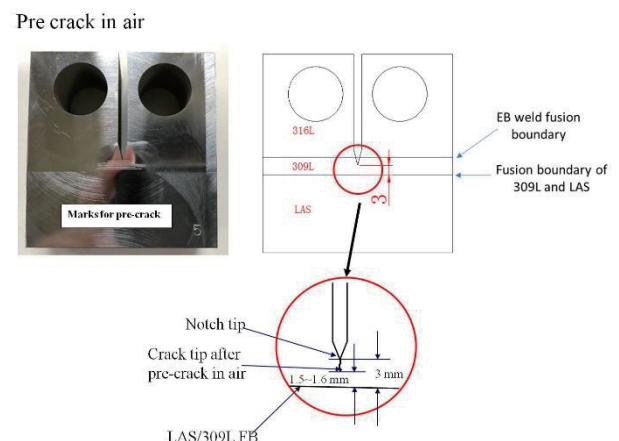 Pre crack in air
Marks for pre-crack
5
316L
309L
LAS
3
EB weld fusion
boundary
Fusion boundary of
309L and LAS
Notch tip
Crack tip after
pre-crack in air
1.5~1.6 mm
3 mm
LAS/309L FB